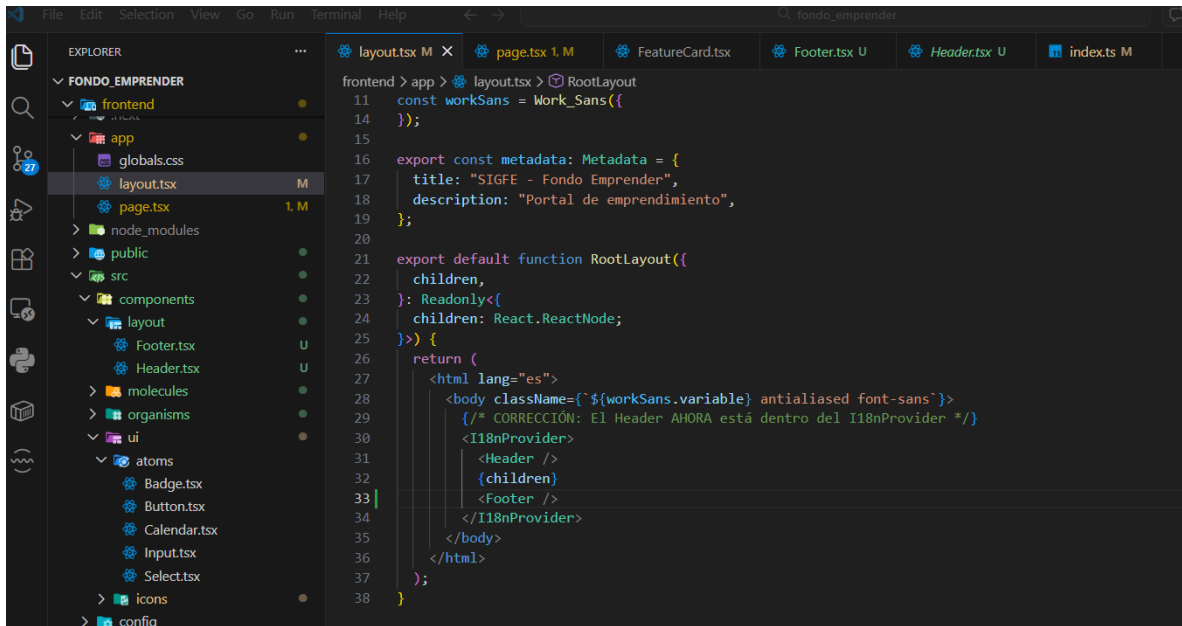 File Edit Selection View Go Run Terminal Help
fondo_emprender
EXPLORER
FONDO_EMPRENDER
frontend
.next
app
globals.css
layout.tsx M
page.tsx 1, M
node_modules
public
src
components
layout
Footer.tsx U
Header.tsx U
molecules
organisms
ui
atoms
Badge.tsx
Button.tsx
Calendar.tsx
Input.tsx
Select.tsx
icons
config
27
layout.tsx M page.tsx 1, M FeatureCard.tsx Footer.tsx U Header.tsx U index.ts M
frontend > app > layout.tsx > RootLayout
11 const workSans = Work_Sans({
14 });
15
16 export const metadata: Metadata = {
17 title: "SIGFE - Fondo Emprender",
18 description: "Portal de emprendimiento",
19 };
20
21 export default function RootLayout({
22 children,
23 }: Readonly<{
24 children: React.ReactNode;
25 }>) {
26 return (
27 <html lang="es">
28 <body className={`${workSans.variable} antialiased font-sans`}>
29 {/* CORRECCIÓN: El Header AHORA está dentro del I18nProvider */}
30 <I18nProvider>
31 <Header />
32 {children}
33 <Footer />
34 </I18nProvider>
35 </body>
36 </html>
37 );
38 }